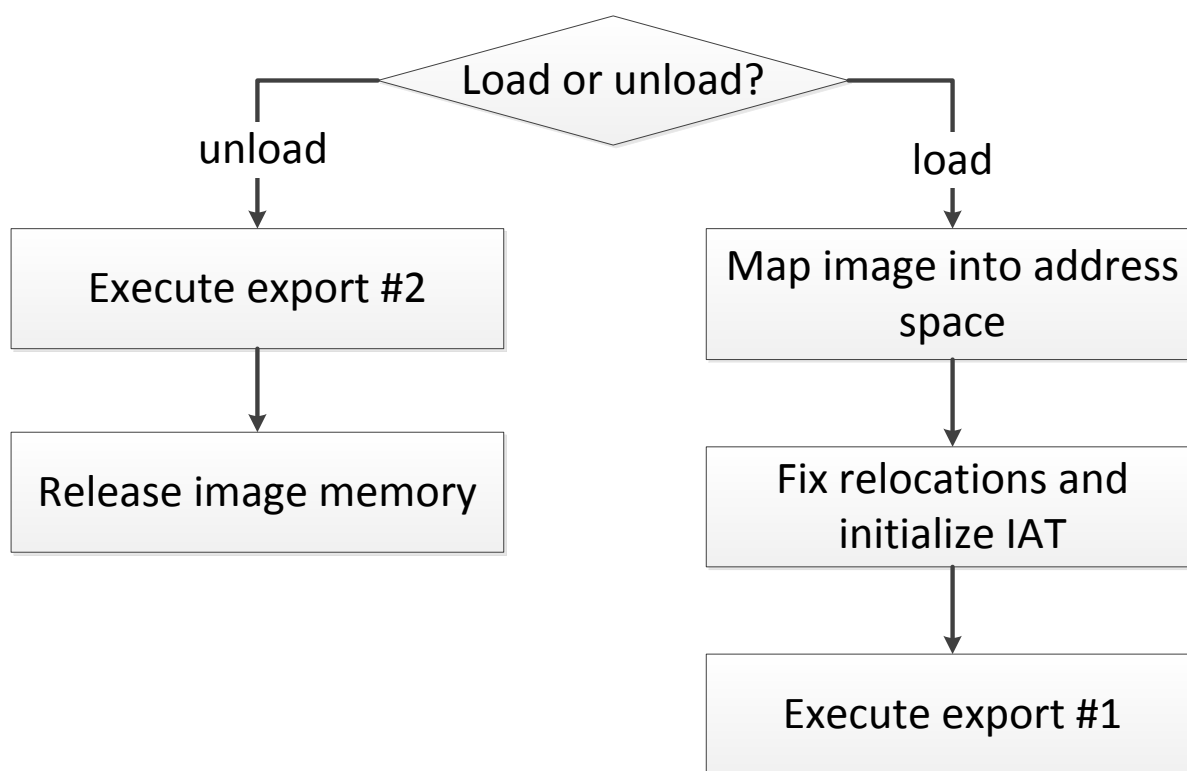 Load or unload?
unload
load
Execute export #2
Map image into address
space
Release image memory
Fix relocations and
initialize IAT
Execute export #1